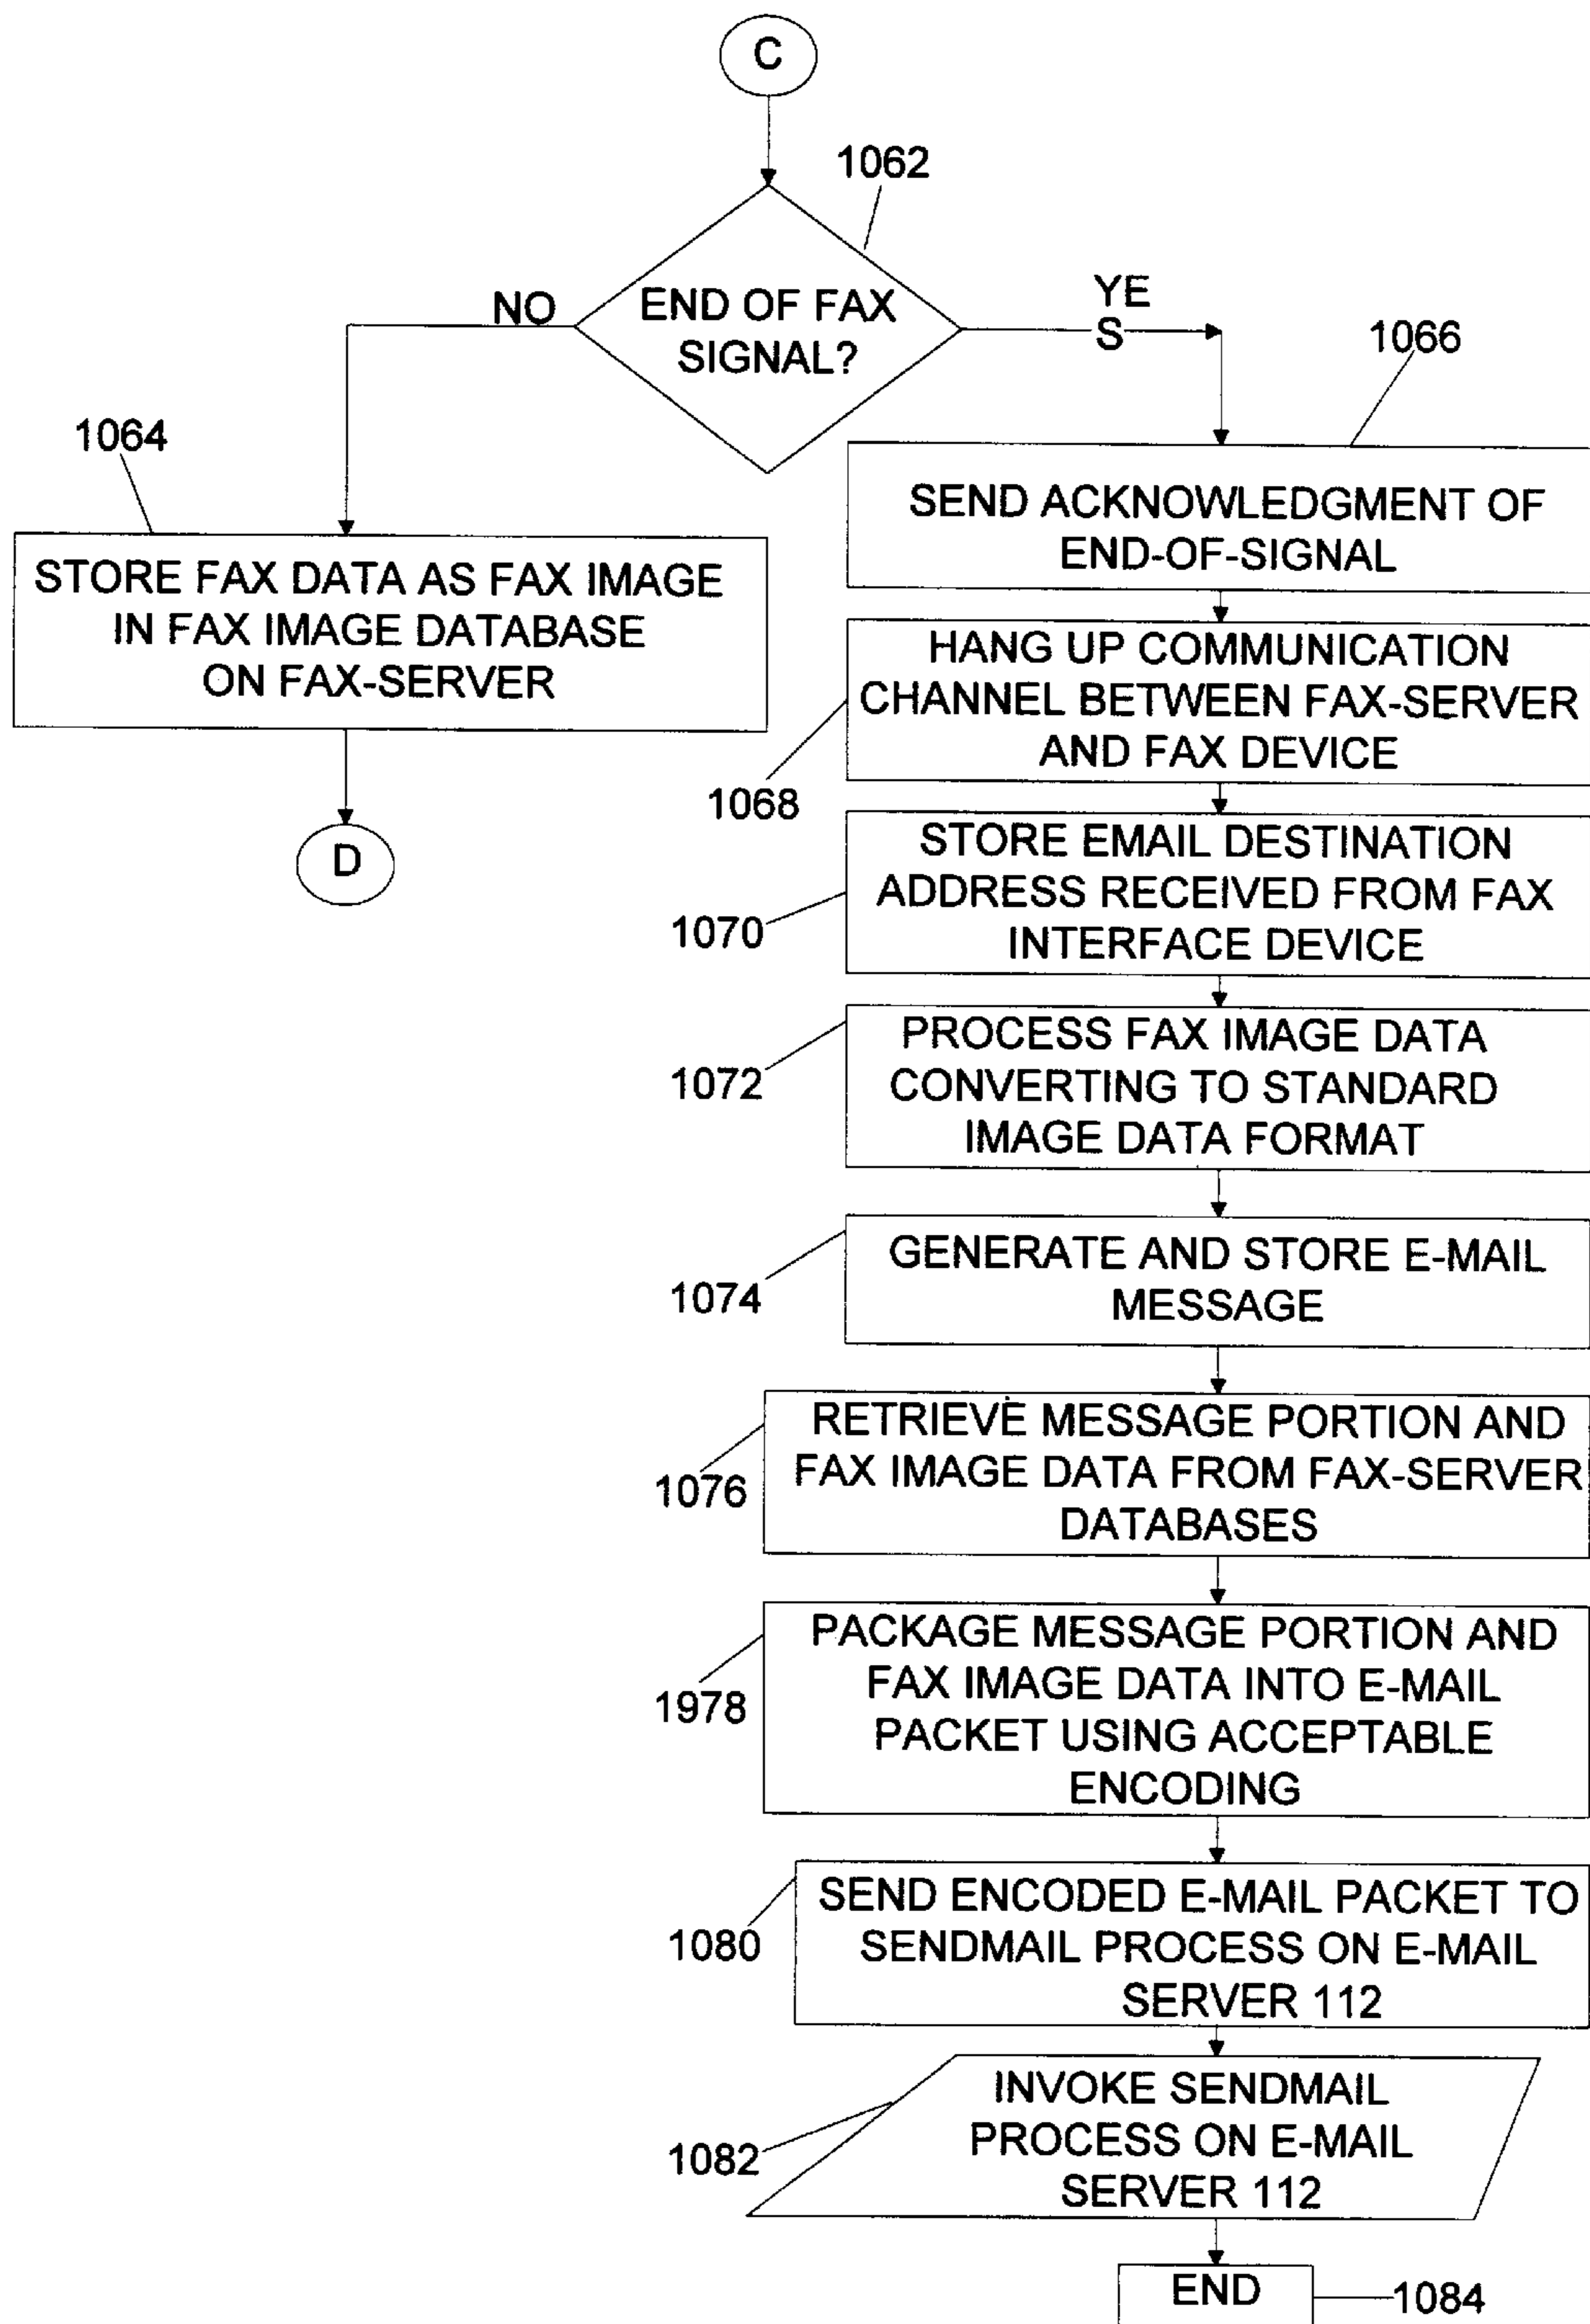 C
1062
END OF FAX
SIGNAL?
NO
YE
S
1066
1064
STORE FAX DATA AS FAX IMAGE
IN FAX IMAGE DATABASE
ON FAX-SERVER
D
SEND ACKNOWLEDGMENT OF
END-OF-SIGNAL
HANG UP COMMUNICATION
CHANNEL BETWEEN FAX-SERVER
AND FAX DEVICE
1068
STORE EMAIL DESTINATION
ADDRESS RECEIVED FROM FAX
INTERFACE DEVICE
1070
PROCESS FAX IMAGE DATA
CONVERTING TO STANDARD
IMAGE DATA FORMAT
1072
GENERATE AND STORE E-MAIL
MESSAGE
1074
RETRIEVE MESSAGE PORTION AND
FAX IMAGE DATA FROM FAX-SERVER
DATABASES
1076
PACKAGE MESSAGE PORTION AND
FAX IMAGE DATA INTO E-MAIL
PACKET USING ACCEPTABLE
ENCODING
1978
SEND ENCODED E-MAIL PACKET TO
SENDMAIL PROCESS ON E-MAIL
SERVER 112
1080
INVOKE SENDMAIL
PROCESS ON E-MAIL
SERVER 112
1082
END
1084